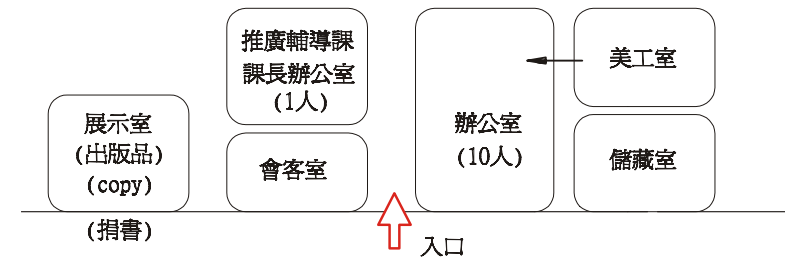 展示室
(出版品)
(copy)
(捐書)
推廣輔導課
課長辦公室
(1人)
會客室
入口
辦公室
(10人)
美工室
儲藏室